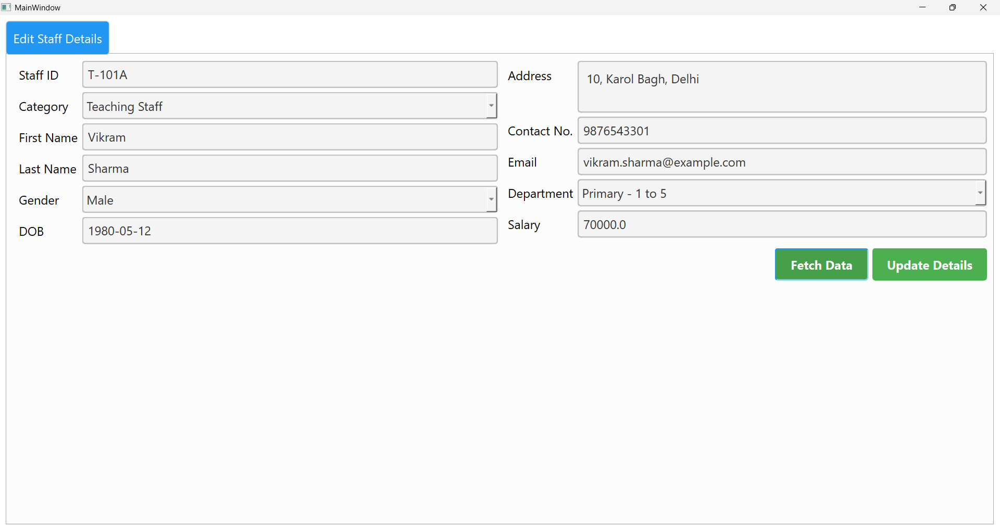 MainWindow
Edit Staff Details
Staff ID T-101A
Category Teaching Staff
First Name Vikram
Last Name Sharma
Gender Male
DOB 1980-05-12
Address 10, Karol Bagh, Delhi
Contact No. 9876543301
Email vikram.sharma@example.com
Department Primary - 1 to 5
Salary 70000.0
Fetch Data Update Details